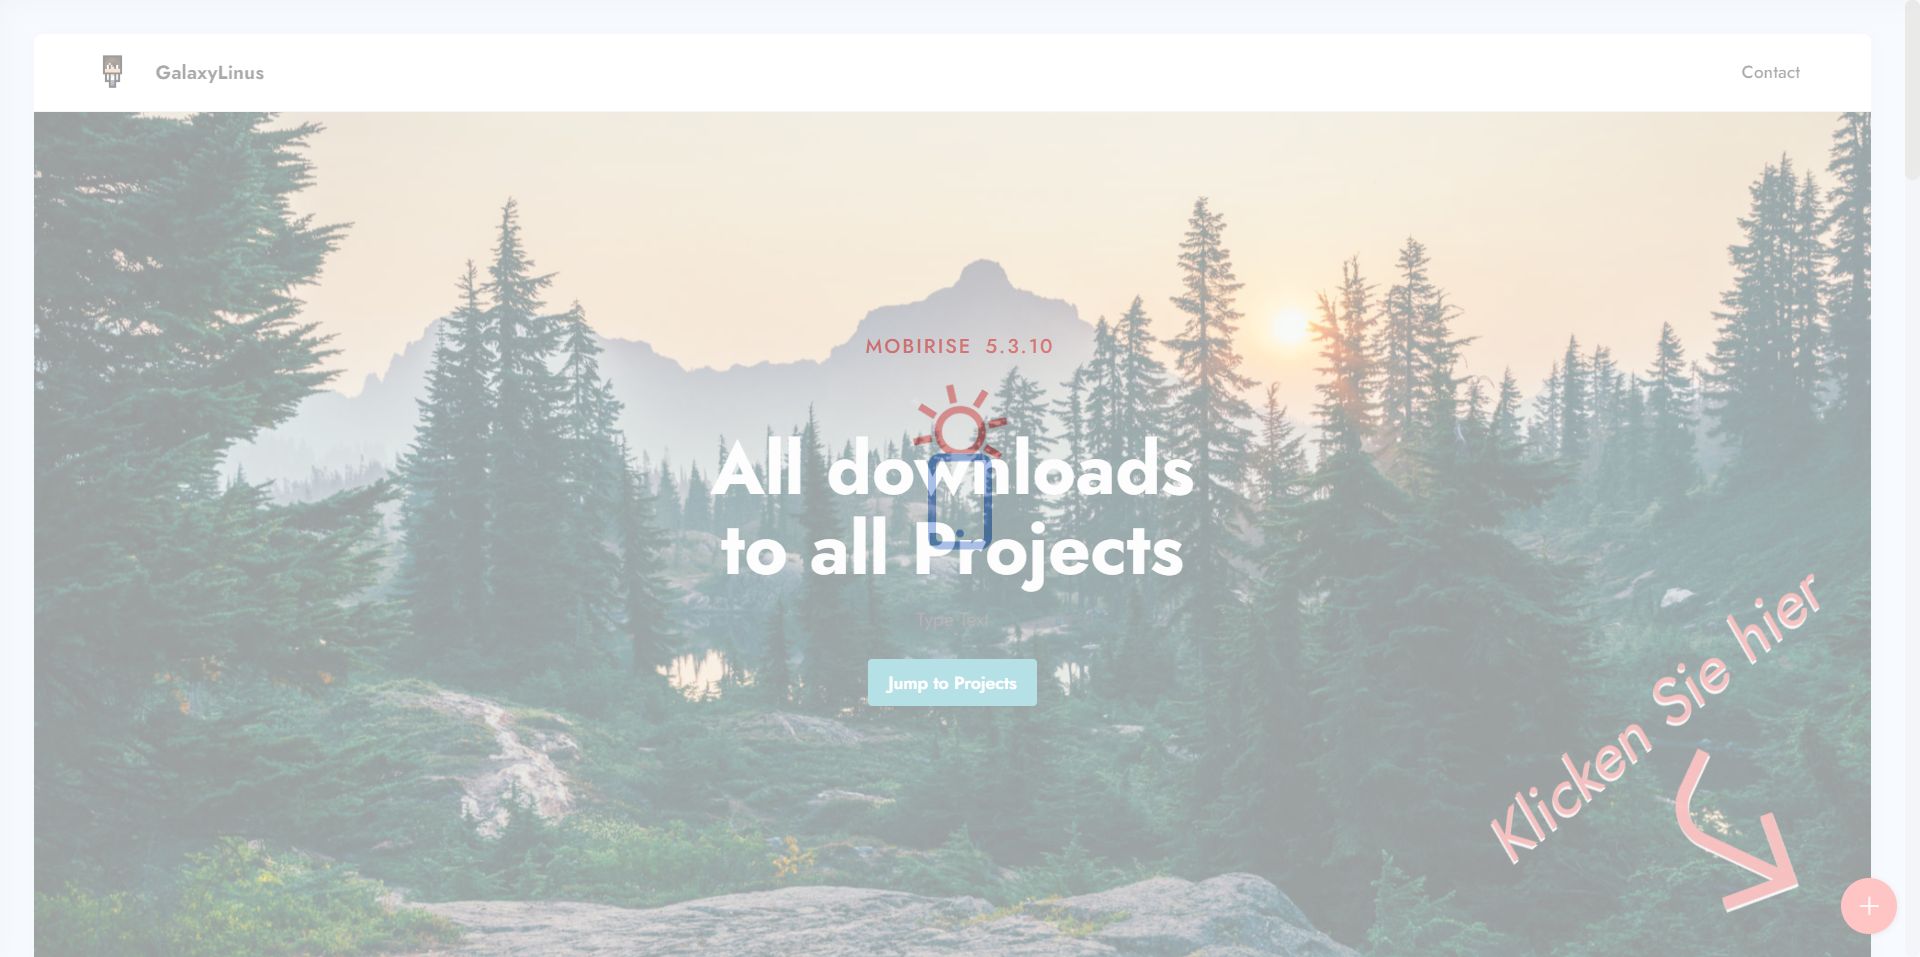 GalaxyLinus
Contact
MOBIRISE 5.3.10
All downloads
to all Projects
Type Text
Jump to Projects
Klicken Sie hier